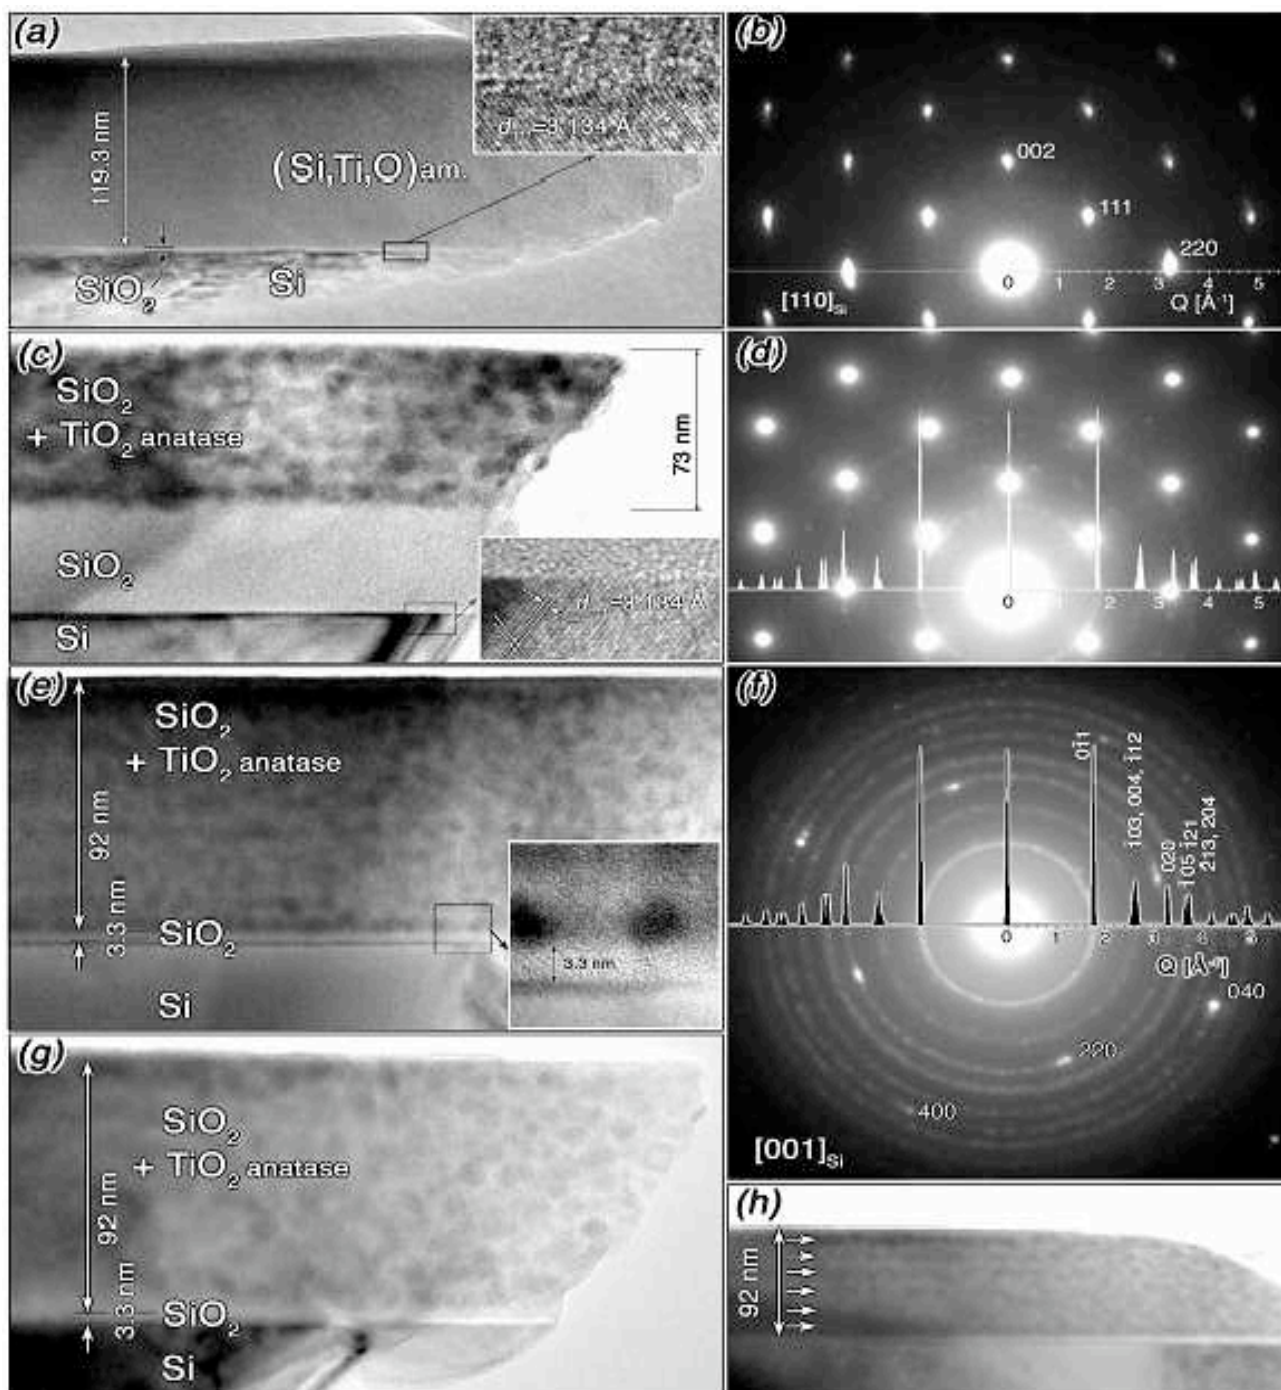 (a)
119.3 nm
(Si,Ti,O)am.
=3.134 Å
SiO2
Si
(b)
002
111
220
0 1 2 3 4 5
[110]Si
Q [Å-1]
(c)
SiO2
+ TiO2 anatase
73 nm
SiO2
=3.134 Å
Si
(d)
0 1 2 3 4 5
(e)
SiO2
+ TiO2 anatase
92 nm
3.3 nm
SiO2
3.3 nm
Si
(f)
011
103, 004, 112
020
105 121
213, 204
0 1 2
Q [Å-1]
040
220
400
[001]Si
(g)
SiO2
+ TiO2 anatase
92 nm
3.3 nm
SiO2
Si
(h)
92 nm